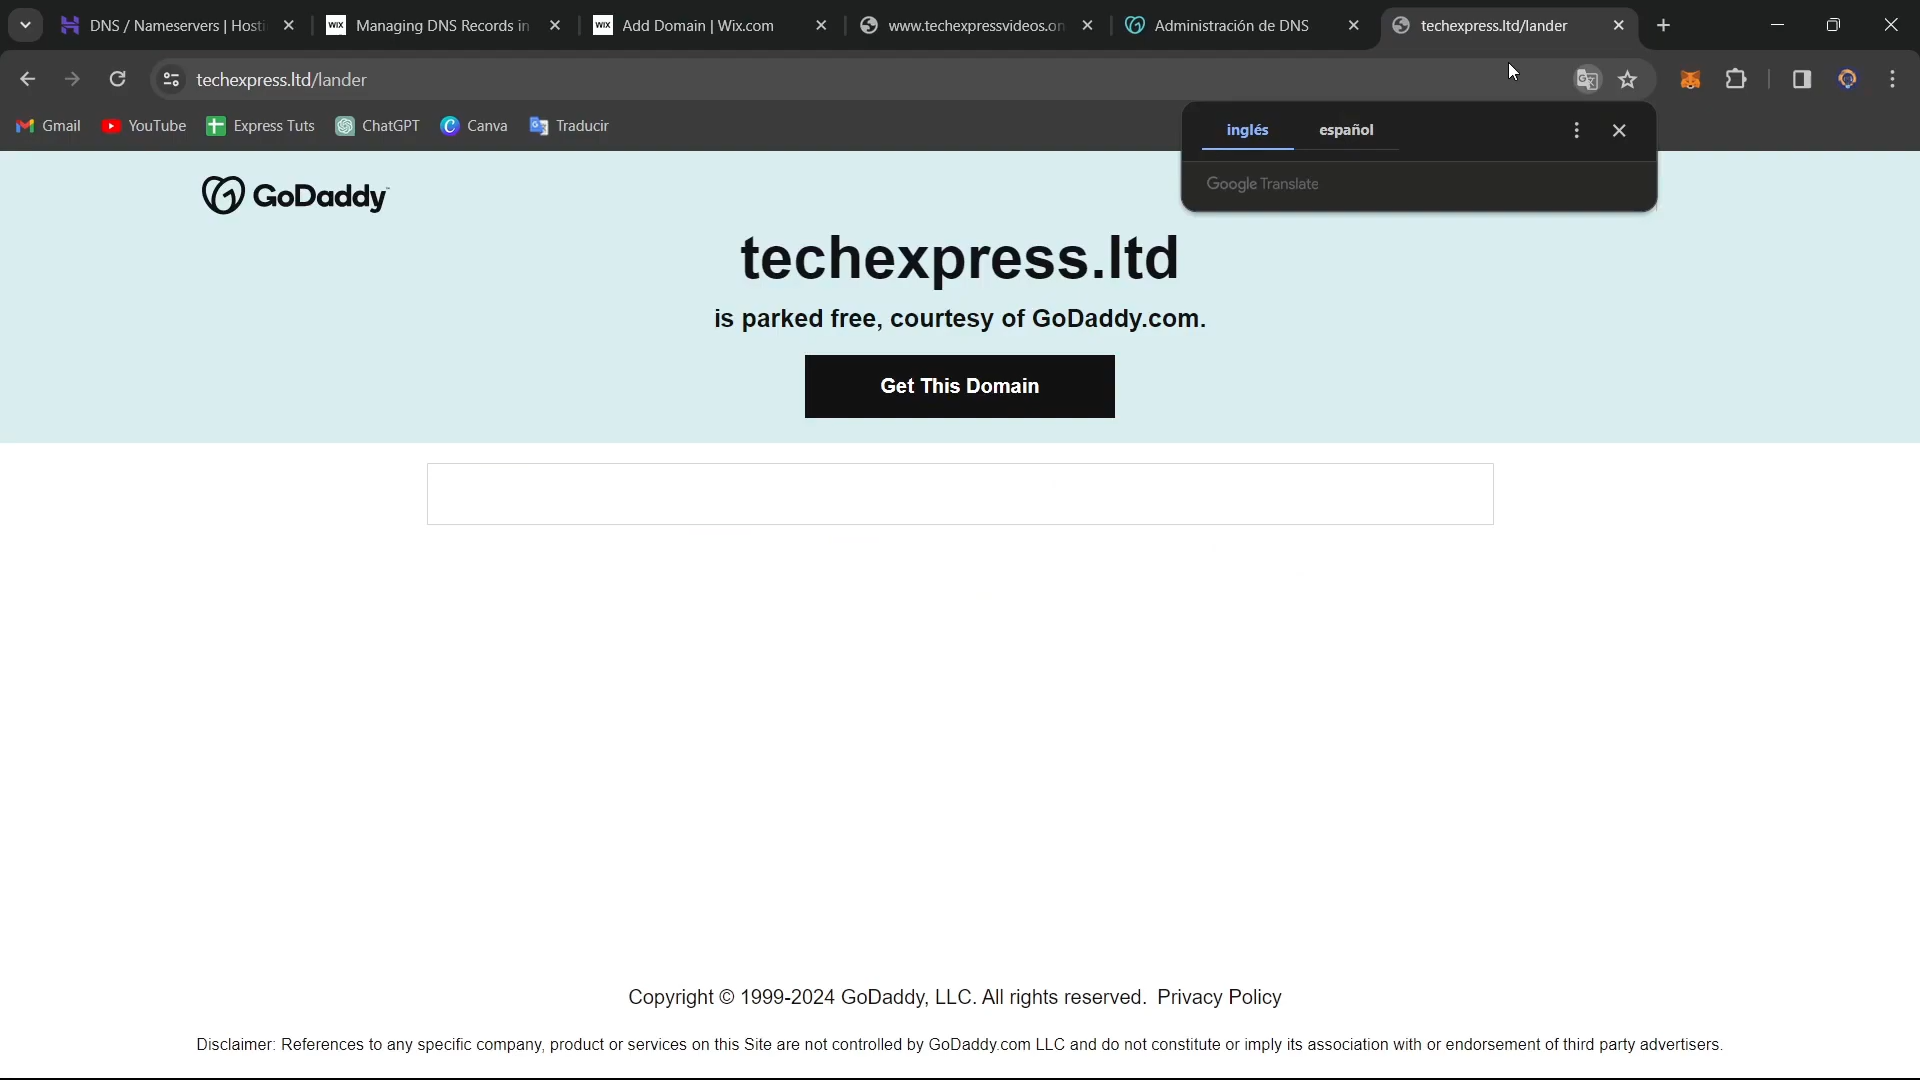 DNS / Nameservers | Hosti
WIX Managing DNS Records in
WIX Add Domain | Wix.com
www.techexpressvideos.on
Administración de DNS
techexpress.ltd/lander
techexpress.ltd/lander
Gmail
YouTube
Express Tuts
ChatGPT
Canva
Traducir
inglés
español
Google Translate
GoDaddy
techexpress.ltd
is parked free, courtesy of GoDaddy.com.
Get This Domain
Copyright © 1999-2024 GoDaddy, LLC. All rights reserved. Privacy Policy
Disclaimer: References to any specific company, product or services on this Site are not controlled by GoDaddy.com LLC and do not constitute or imply its association with or endorsement of third party advertisers.